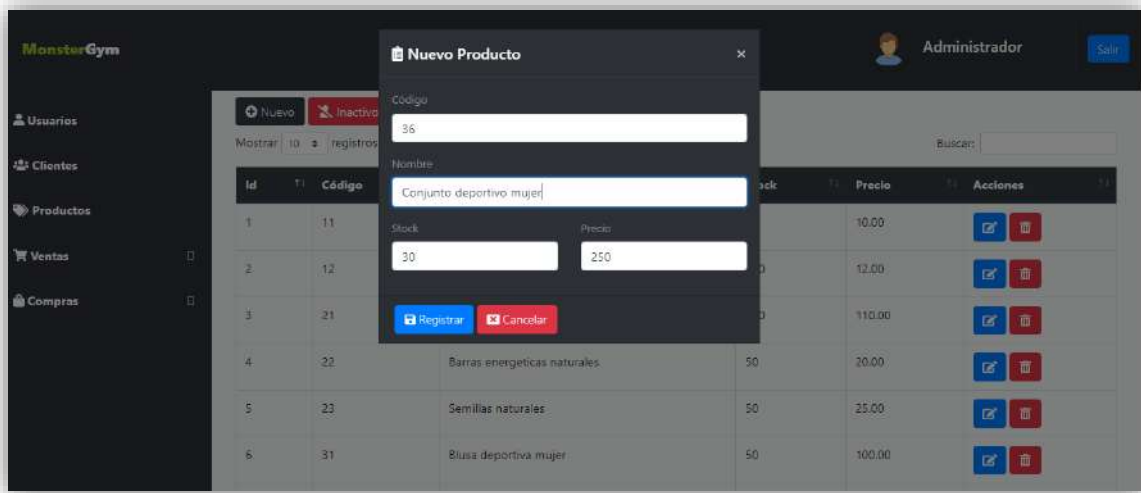 MonsterGym
Nuevo Producto
×
Administrador
Salir
Usuarios
Clientes
Productos
Ventas
Compras
Nuevo
Inactivo
Mostrar 10 registros
Buscar:
Código
36
Nombre
Conjunto deportivo mujer
Stock
Precio
30
250
Registrar
Cancelar
Id Código Precio Acciones
1 11 10.00
2 12 12.00
3 21 110.00
4 22 Barras energeticas naturales 50 20.00
5 23 Semillas naturales 50 25.00
6 31 Blusa deportiva mujer 50 100.00